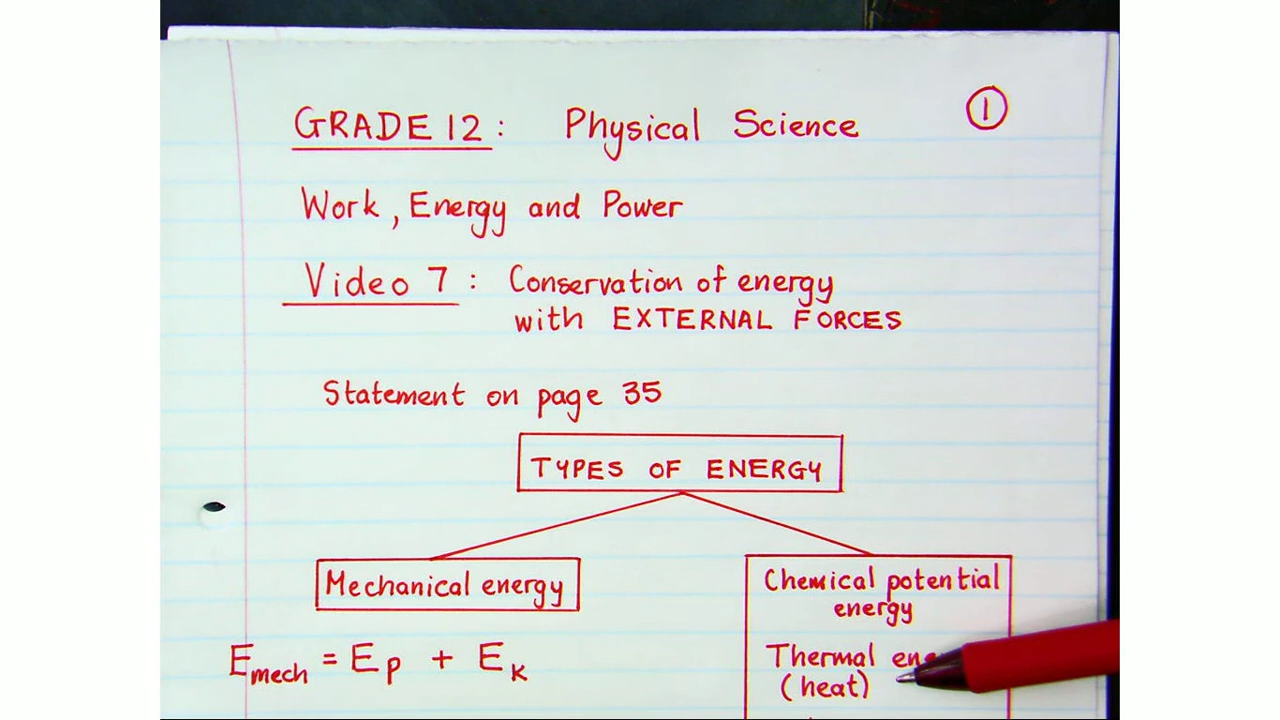 GRADE 12: Physical Science
1
Work, Energy and Power
Video 7: Conservation of energy
with EXTERNAL FORCES
Statement on page 35
TYPES OF ENERGY
Mechanical energy
Chemical potential
energy
Emech = Ep + Ek
Thermal
(heat)